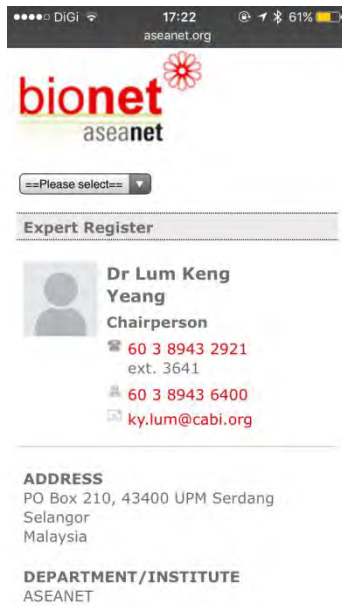 DiGi 17:22 61%
aseanet.org
bionet
aseanet
==Please select==
Expert Register
Dr Lum Keng
Yeang
Chairperson
60 3 8943 2921
ext. 3641
60 3 8943 6400
ky.lum@cabi.org
ADDRESS
PO Box 210, 43400 UPM Serdang
Selangor
Malaysia
DEPARTMENT/INSTITUTE
ASEANET